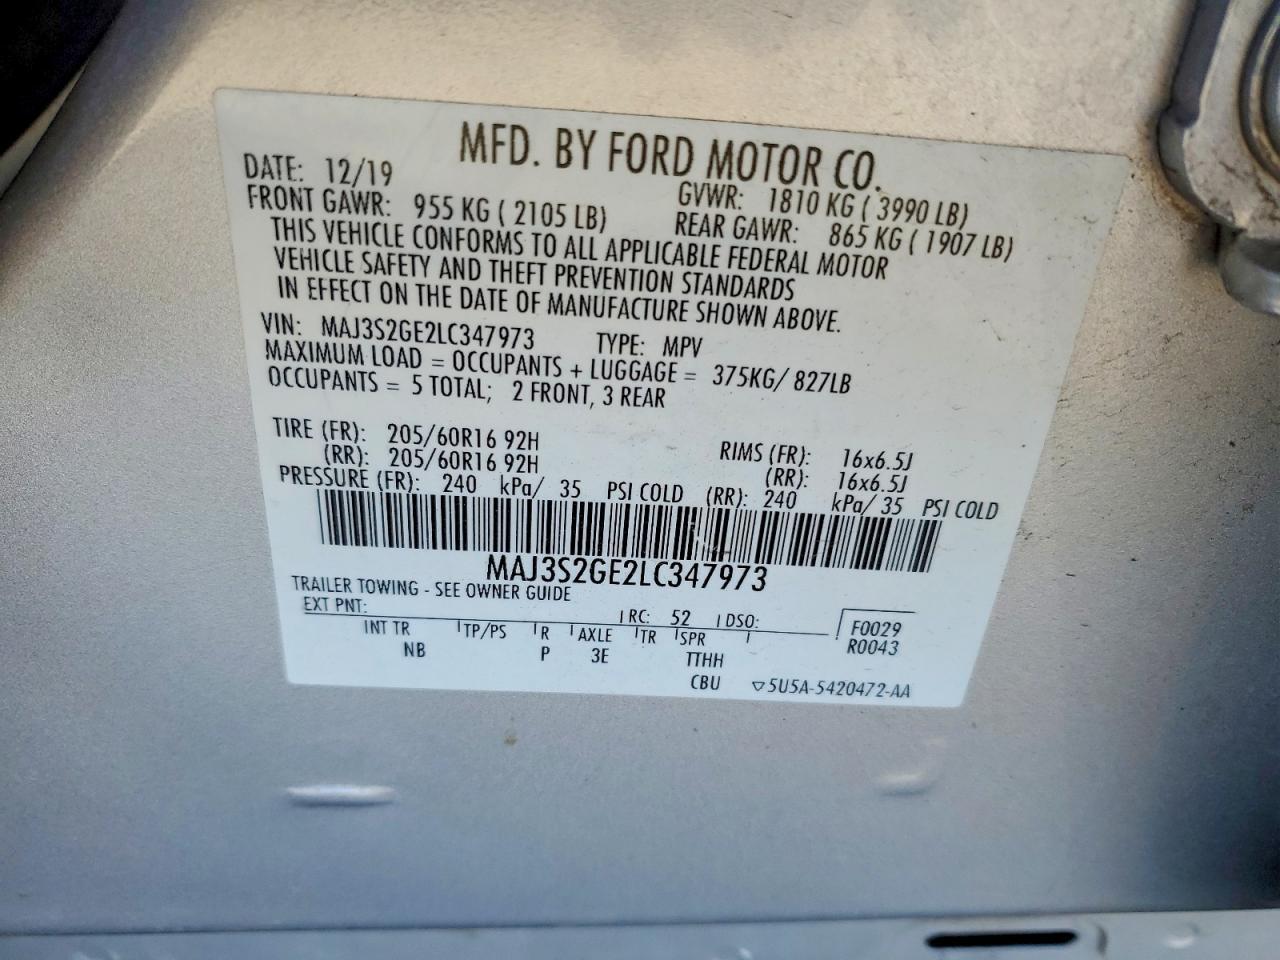 MFD. BY FORD MOTOR CO.
DATE: 12/19 GVWR: 1810 KG ( 3990 LB)
FRONT GAWR: 955 KG ( 2105 LB) REAR GAWR: 865 KG ( 1907 LB)
THIS VEHICLE CONFORMS TO ALL APPLICABLE FEDERAL MOTOR
VEHICLE SAFETY AND THEFT PREVENTION STANDARDS
IN EFFECT ON THE DATE OF MANUFACTURE SHOWN ABOVE.
VIN: MAJ3S2GE2LC347973 TYPE: MPV
MAXIMUM LOAD = OCCUPANTS + LUGGAGE = 375KG/ 827LB
OCCUPANTS = 5 TOTAL; 2 FRONT, 3 REAR
TIRE (FR): 205/60R16 92H RIMS (FR): 16x6.5J
(RR): 205/60R16 92H (RR): 16x6.5J
PRESSURE (FR): 240 kPa/ 35 PSI COLD (RR): 240 kPa/ 35 PSI COLD
MAJ3S2GE2LC347973
TRAILER TOWING - SEE OWNER GUIDE
EXT PNT: RC: 52 DSO: F0029
INT TR TP/PS R AXLE TR SPR R0043
NB P 3E TTHH
CBU ▽5U5A-5420472-AA